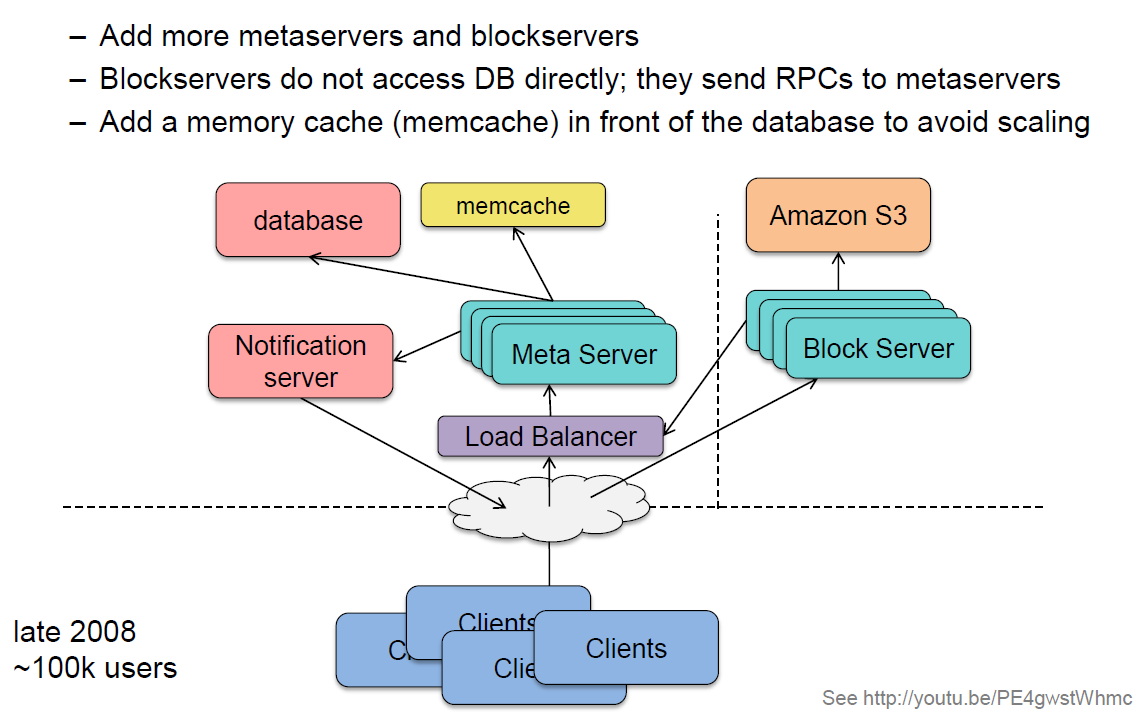 – Add more metaservers and blockservers
– Blockservers do not access DB directly; they send RPCs to metaservers
– Add a memory cache (memcache) in front of the database to avoid scaling
database
memcache
Amazon S3
Notification
server
Meta Server
Block Server
Load Balancer
Clients
C
Clie
Clients
late 2008
~100k users
See http://youtu.be/PE4gwstWhmc